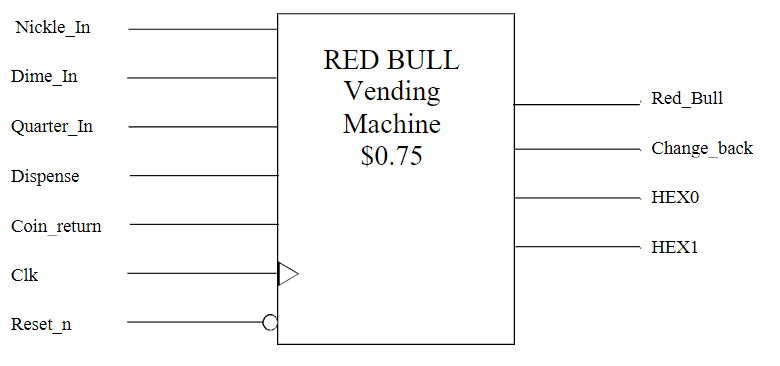 Nickle_In
Dime_In
Quarter_In
Dispense
Coin_return
Clk
Reset_n
RED BULL
Vending
Machine
$0.75
Red_Bull
Change_back
HEX0
HEX1